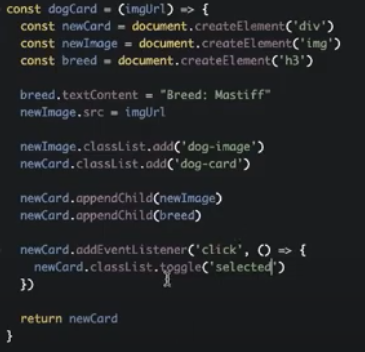 const dogCard = (imgUrl) => {
const newCard = document.createElement('div')
const newImage = document.createElement('img')
const breed = document.createElement('h3')
breed.textContent = "Breed: Mastiff"
newImage.src = imgUrl
newImage.classList.add('dog-image')
newCard.classList.add('dog-card')
newCard.appendChild(newImage)
newCard.appendChild(breed)
newCard.addEventListener('click', () => {
newCard.classList.toggle('selected')
})
return newCard
}